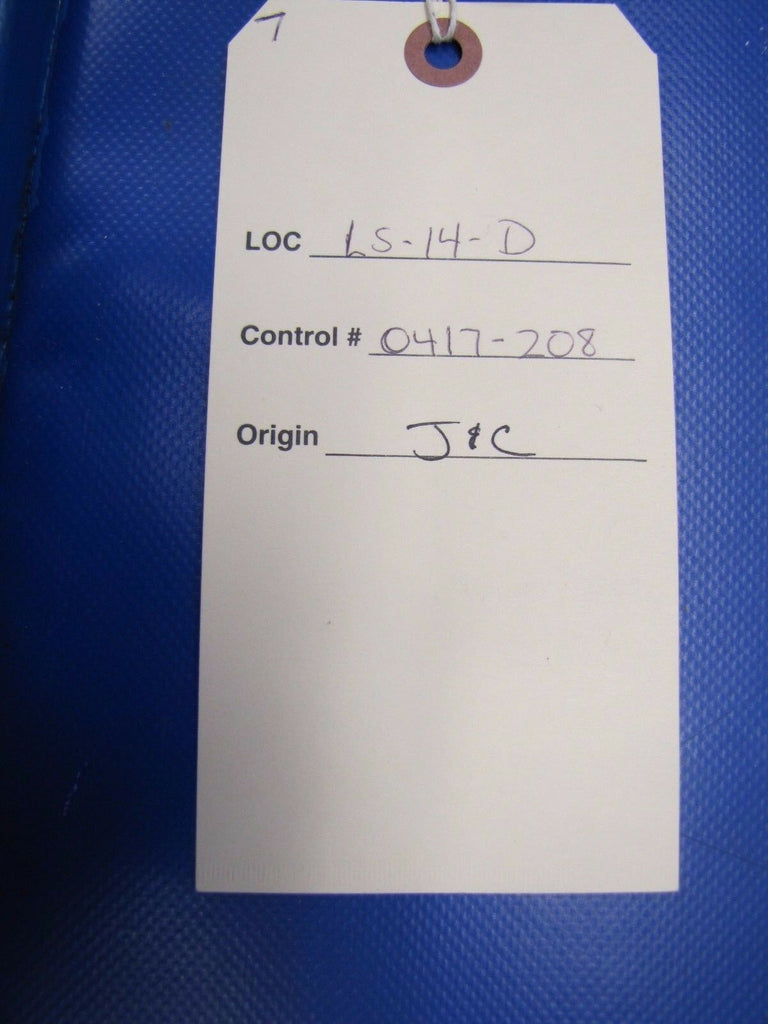 7
LOC LS-14-D
Control # 0417-208
Origin J&C